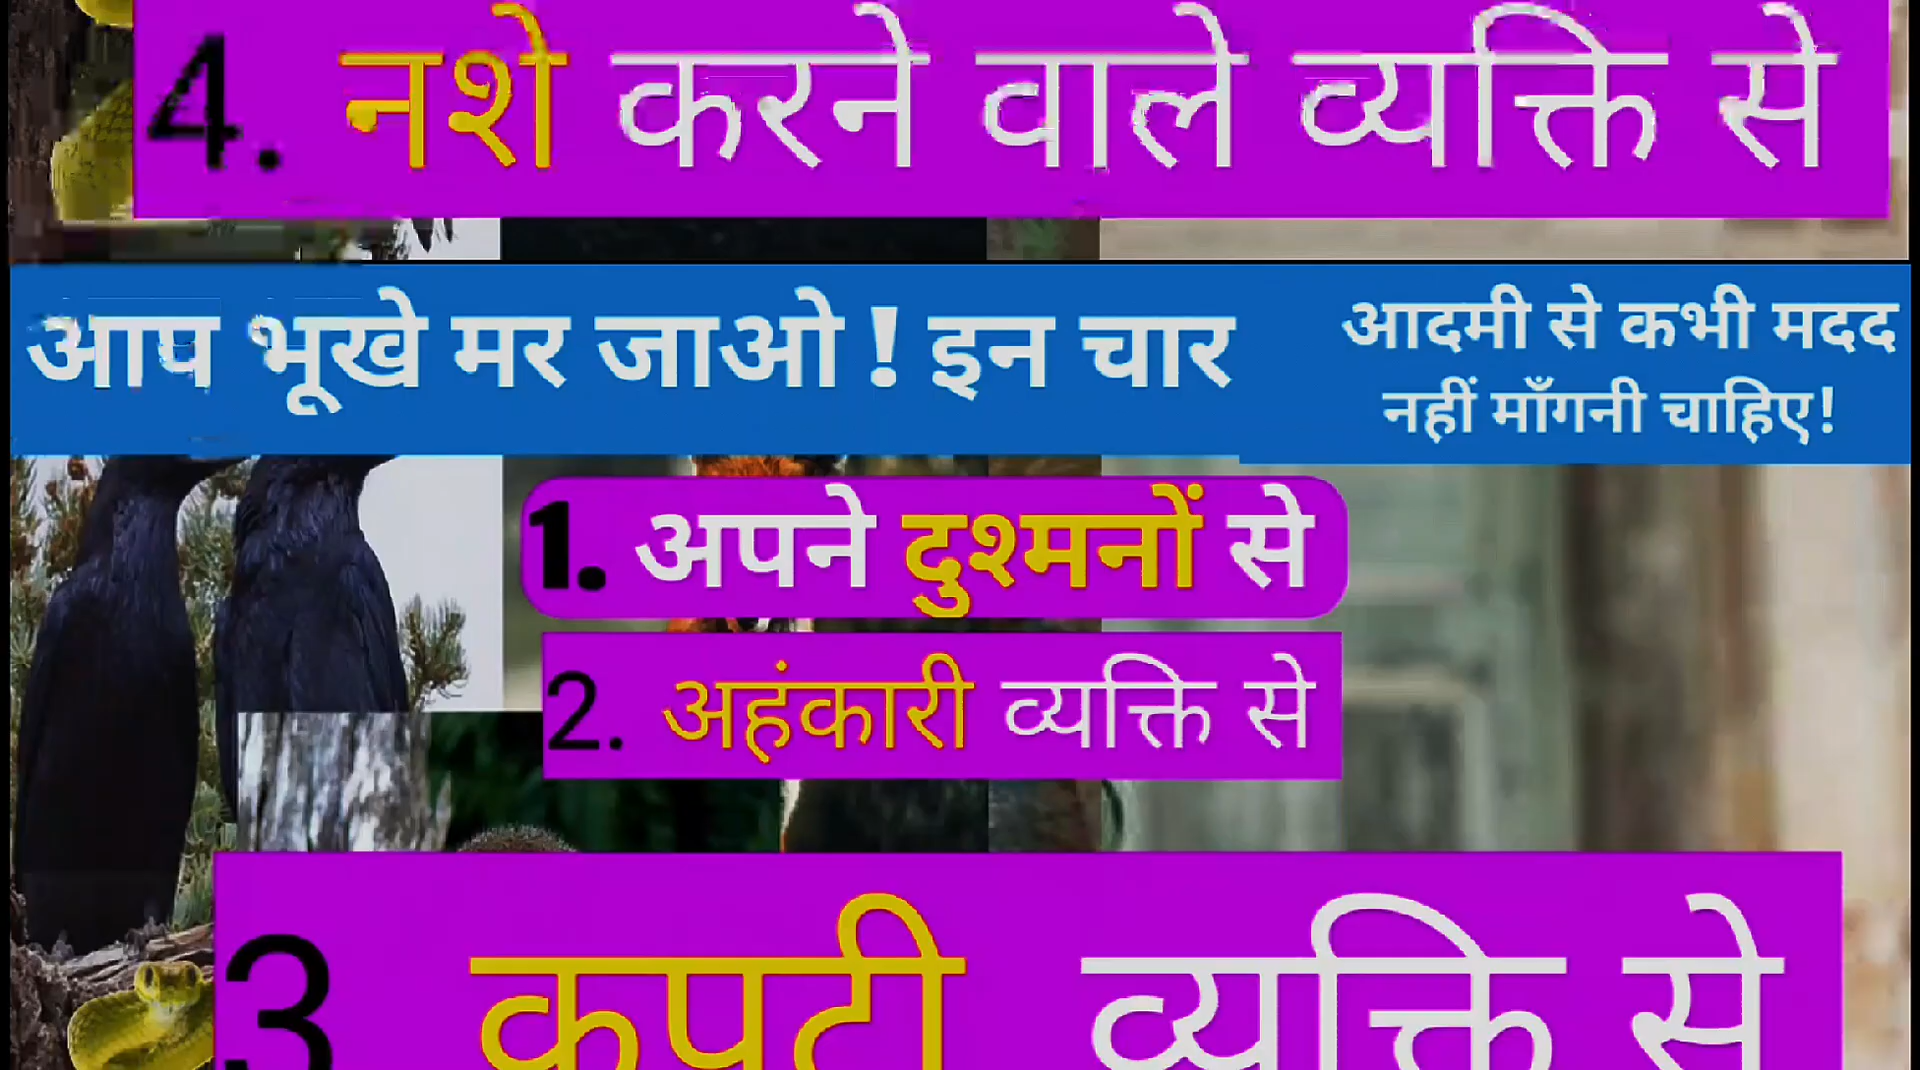 4. नशे करने वाले व्यक्ति से
आप भूखे मर जाओ ! इन चार
आदमी से कभी मदद
नहीं माँगनी चाहिए!
1. अपने दुश्मनों से
2. अहंकारी व्यक्ति से
3 कपटी व्यक्ति से